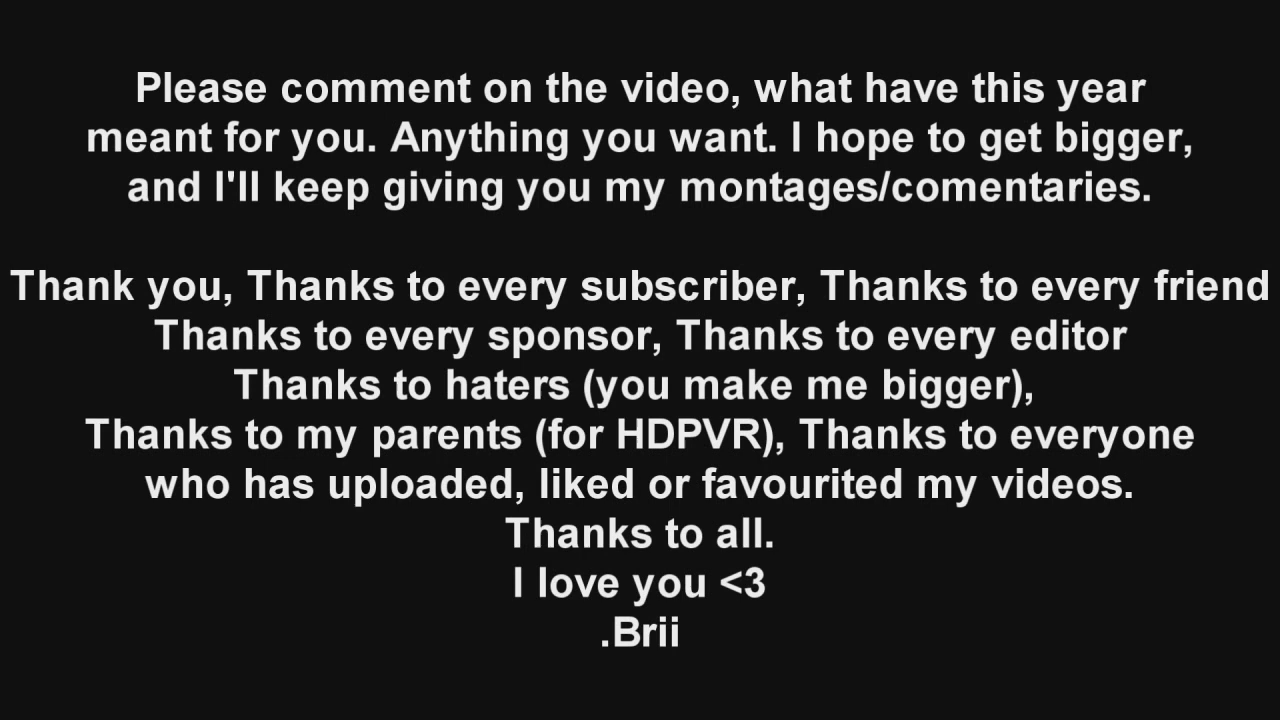 Please comment on the video, what have this year
meant for you. Anything you want. I hope to get bigger,
and I'll keep giving you my montages/comentaries.
Thank you, Thanks to every subscriber, Thanks to every friend
Thanks to every sponsor, Thanks to every editor
Thanks to haters (you make me bigger),
Thanks to my parents (for HDPVR), Thanks to everyone
who has uploaded, liked or favourited my videos.
Thanks to all.
I love you <3
.Brii